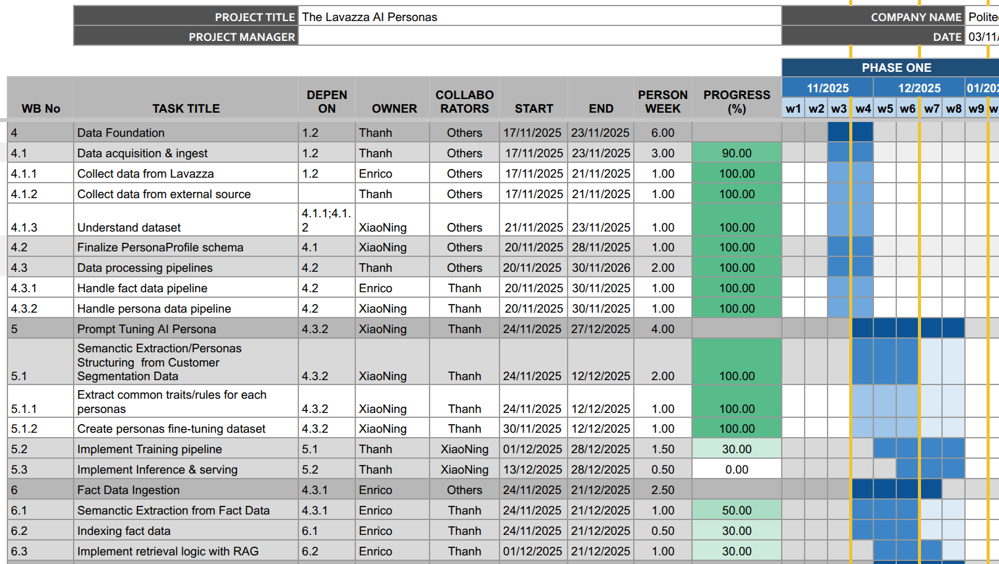 PROJECT TITLE The Lavazza AI Personas COMPANY NAME
PROJECT MANAGER DATE 03/11/
PHASE ONE
11/2025 12/2025
WB No TASK TITLE DEPEN ON OWNER COLLABO RATORS START END PERSON WEEK PROGRESS (%) w1 w2 w3 w4 w5 w6 w7 w8 w9
4 Data Foundation 1.2 Thanh Others 17/11/2025 23/11/2025 6.00
4.1 Data acquisition & ingest 1.2 Thanh Others 17/11/2025 23/11/2025 3.00 90.00
4.1.1 Collect data from Lavazza 1.2 Enrico Others 17/11/2025 21/11/2025 1.00 100.00
4.1.2 Collect data from external source Thanh Others 17/11/2025 21/11/2025 1.00 100.00
4.1.3 Understand dataset 4.1.1;4.1.2 XiaoNing Others 21/11/2025 23/11/2025 1.00 100.00
4.2 Finalize PersonaProfile schema 4.1 XiaoNing Others 20/11/2025 28/11/2025 1.00 100.00
4.3 Data processing pipelines 4.2 Thanh Others 20/11/2025 30/11/2026 2.00 100.00
4.3.1 Handle fact data pipeline 4.2 Enrico Thanh 20/11/2025 30/11/2025 1.00 100.00
4.3.2 Handle persona data pipeline 4.2 XiaoNing Thanh 20/11/2025 30/11/2025 1.00 100.00
5 Prompt Tuning AI Persona 4.3.2 XiaoNing Thanh 24/11/2025 27/12/2025 4.00
5.1 Semanctic Extraction/Personas Structuring from Customer Segmentation Data 4.3.2 XiaoNing Thanh 24/11/2025 12/12/2025 2.00 100.00
5.1.1 Extract common traits/rules for each personas 4.3.2 XiaoNing Thanh 24/11/2025 12/12/2025 1.00 100.00
5.1.2 Create personas fine-tuning dataset 4.3.2 XiaoNing Thanh 30/11/2025 12/12/2025 1.00 100.00
5.2 Implement Training pipeline 5.1 Thanh XiaoNing 01/12/2025 28/12/2025 1.50 30.00
5.3 Implement Inference & serving 5.2 Thanh XiaoNing 13/12/2025 28/12/2025 0.50 0.00
6 Fact Data Ingestion 4.3.1 Enrico Others 24/11/2025 21/12/2025 2.50
6.1 Semanctic Extraction from Fact Data 4.3.1 Enrico Thanh 24/11/2025 21/12/2025 1.00 50.00
6.2 Indexing fact data 6.1 Enrico Thanh 24/11/2025 21/12/2025 0.50 30.00
6.3 Implement retrieval logic with RAG 6.2 Enrico Thanh 01/12/2025 21/12/2025 1.00 30.00